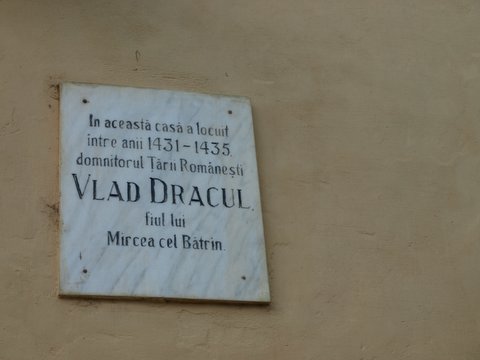 In această casă a locuit
între anii 1431-1435,
domnitorul Țării Românești
VLAD DRACUL,
fiul lui
Mircea cel Bătrîn.